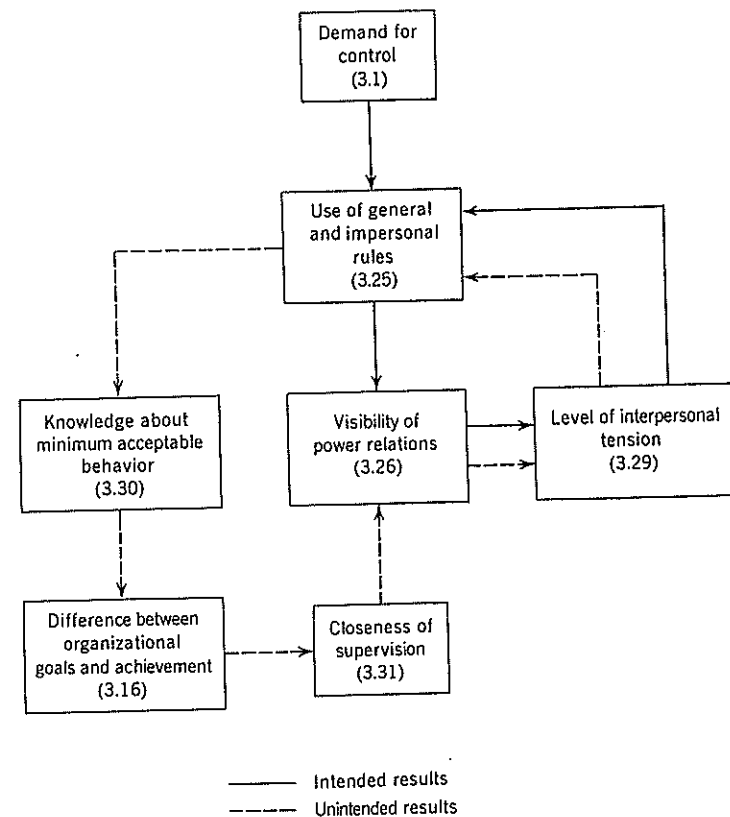 Demand for
control
(3.1)
Use of general
and impersonal
rules
(3.25)
Knowledge about
minimum acceptable
behavior
(3.30)
Visibility of
power relations
(3.26)
Level of interpersonal
tension
(3.29)
Difference between
organizational
goals and achievement
(3.16)
Closeness of
supervision
(3.31)
Intended results
Unintended results